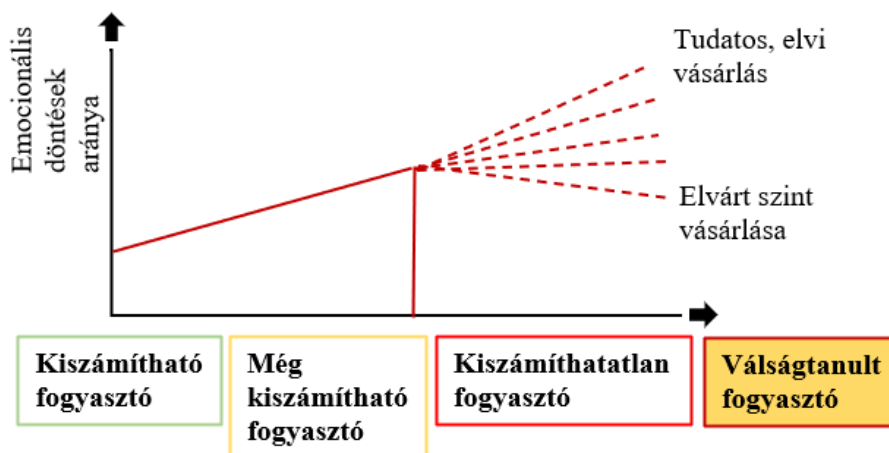 Emocionális
döntések
aránya
Tudatos, elvi
vásárlás
Elvárt szint
vásárlása
Kiszámítható
fogyasztó
Még
kiszámítható
fogyasztó
Kiszámíthatatlan
fogyasztó
Válságtanult
fogyasztó